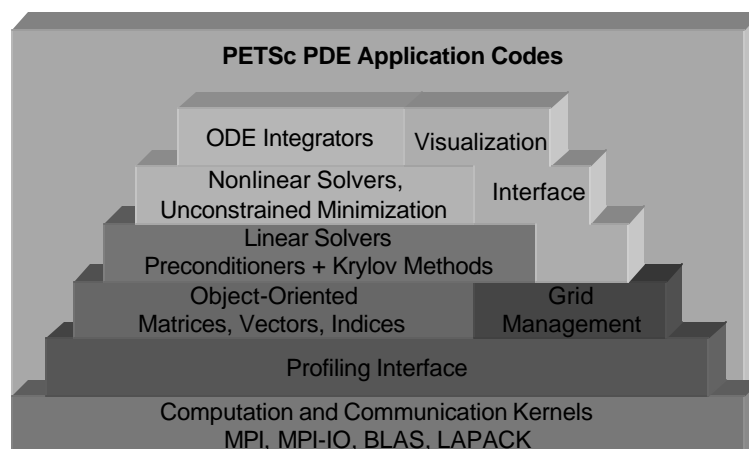 PETSc PDE Application Codes
ODE Integrators
Visualization
Nonlinear Solvers,
Unconstrained Minimization
Interface
Linear Solvers
Preconditioners + Krylov Methods
Object-Oriented
Matrices, Vectors, Indices
Grid
Management
Profiling Interface
Computation and Communication Kernels
MPI, MPI-IO, BLAS, LAPACK